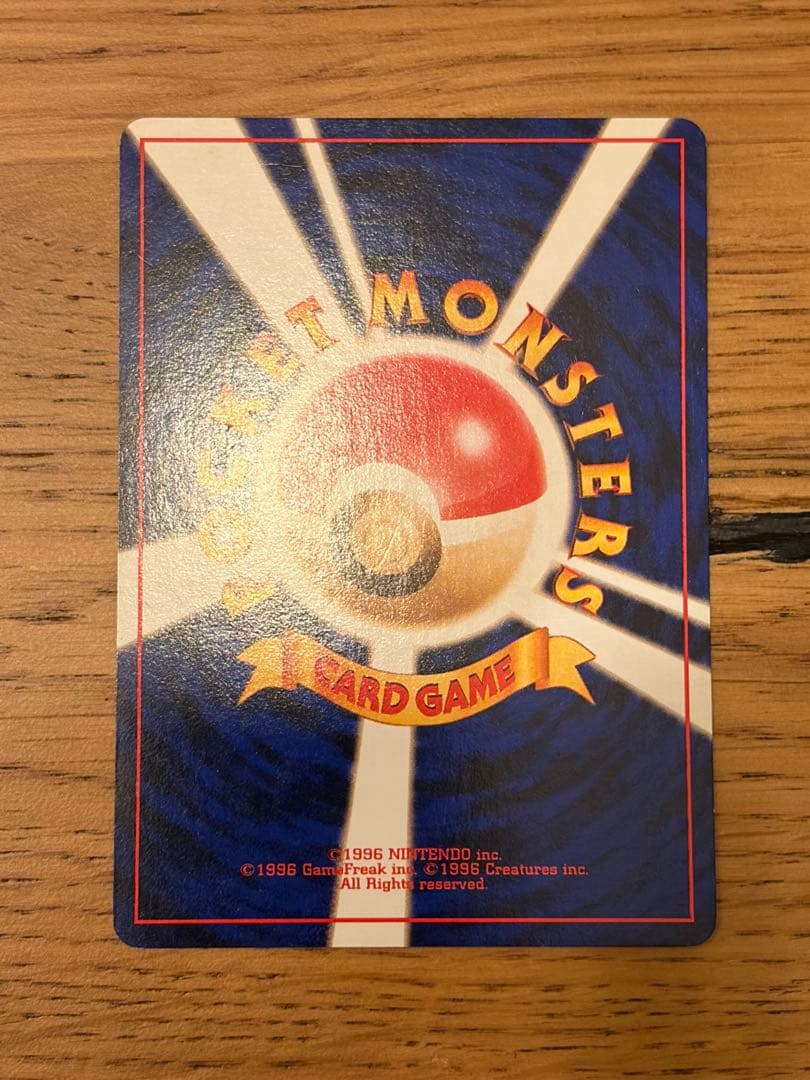 POCKET MONSTERS
CARD GAME
©1996 NINTENDO inc.
©1996 GameFreak inc. ©1996 Creatures inc.
All Rights reserved.